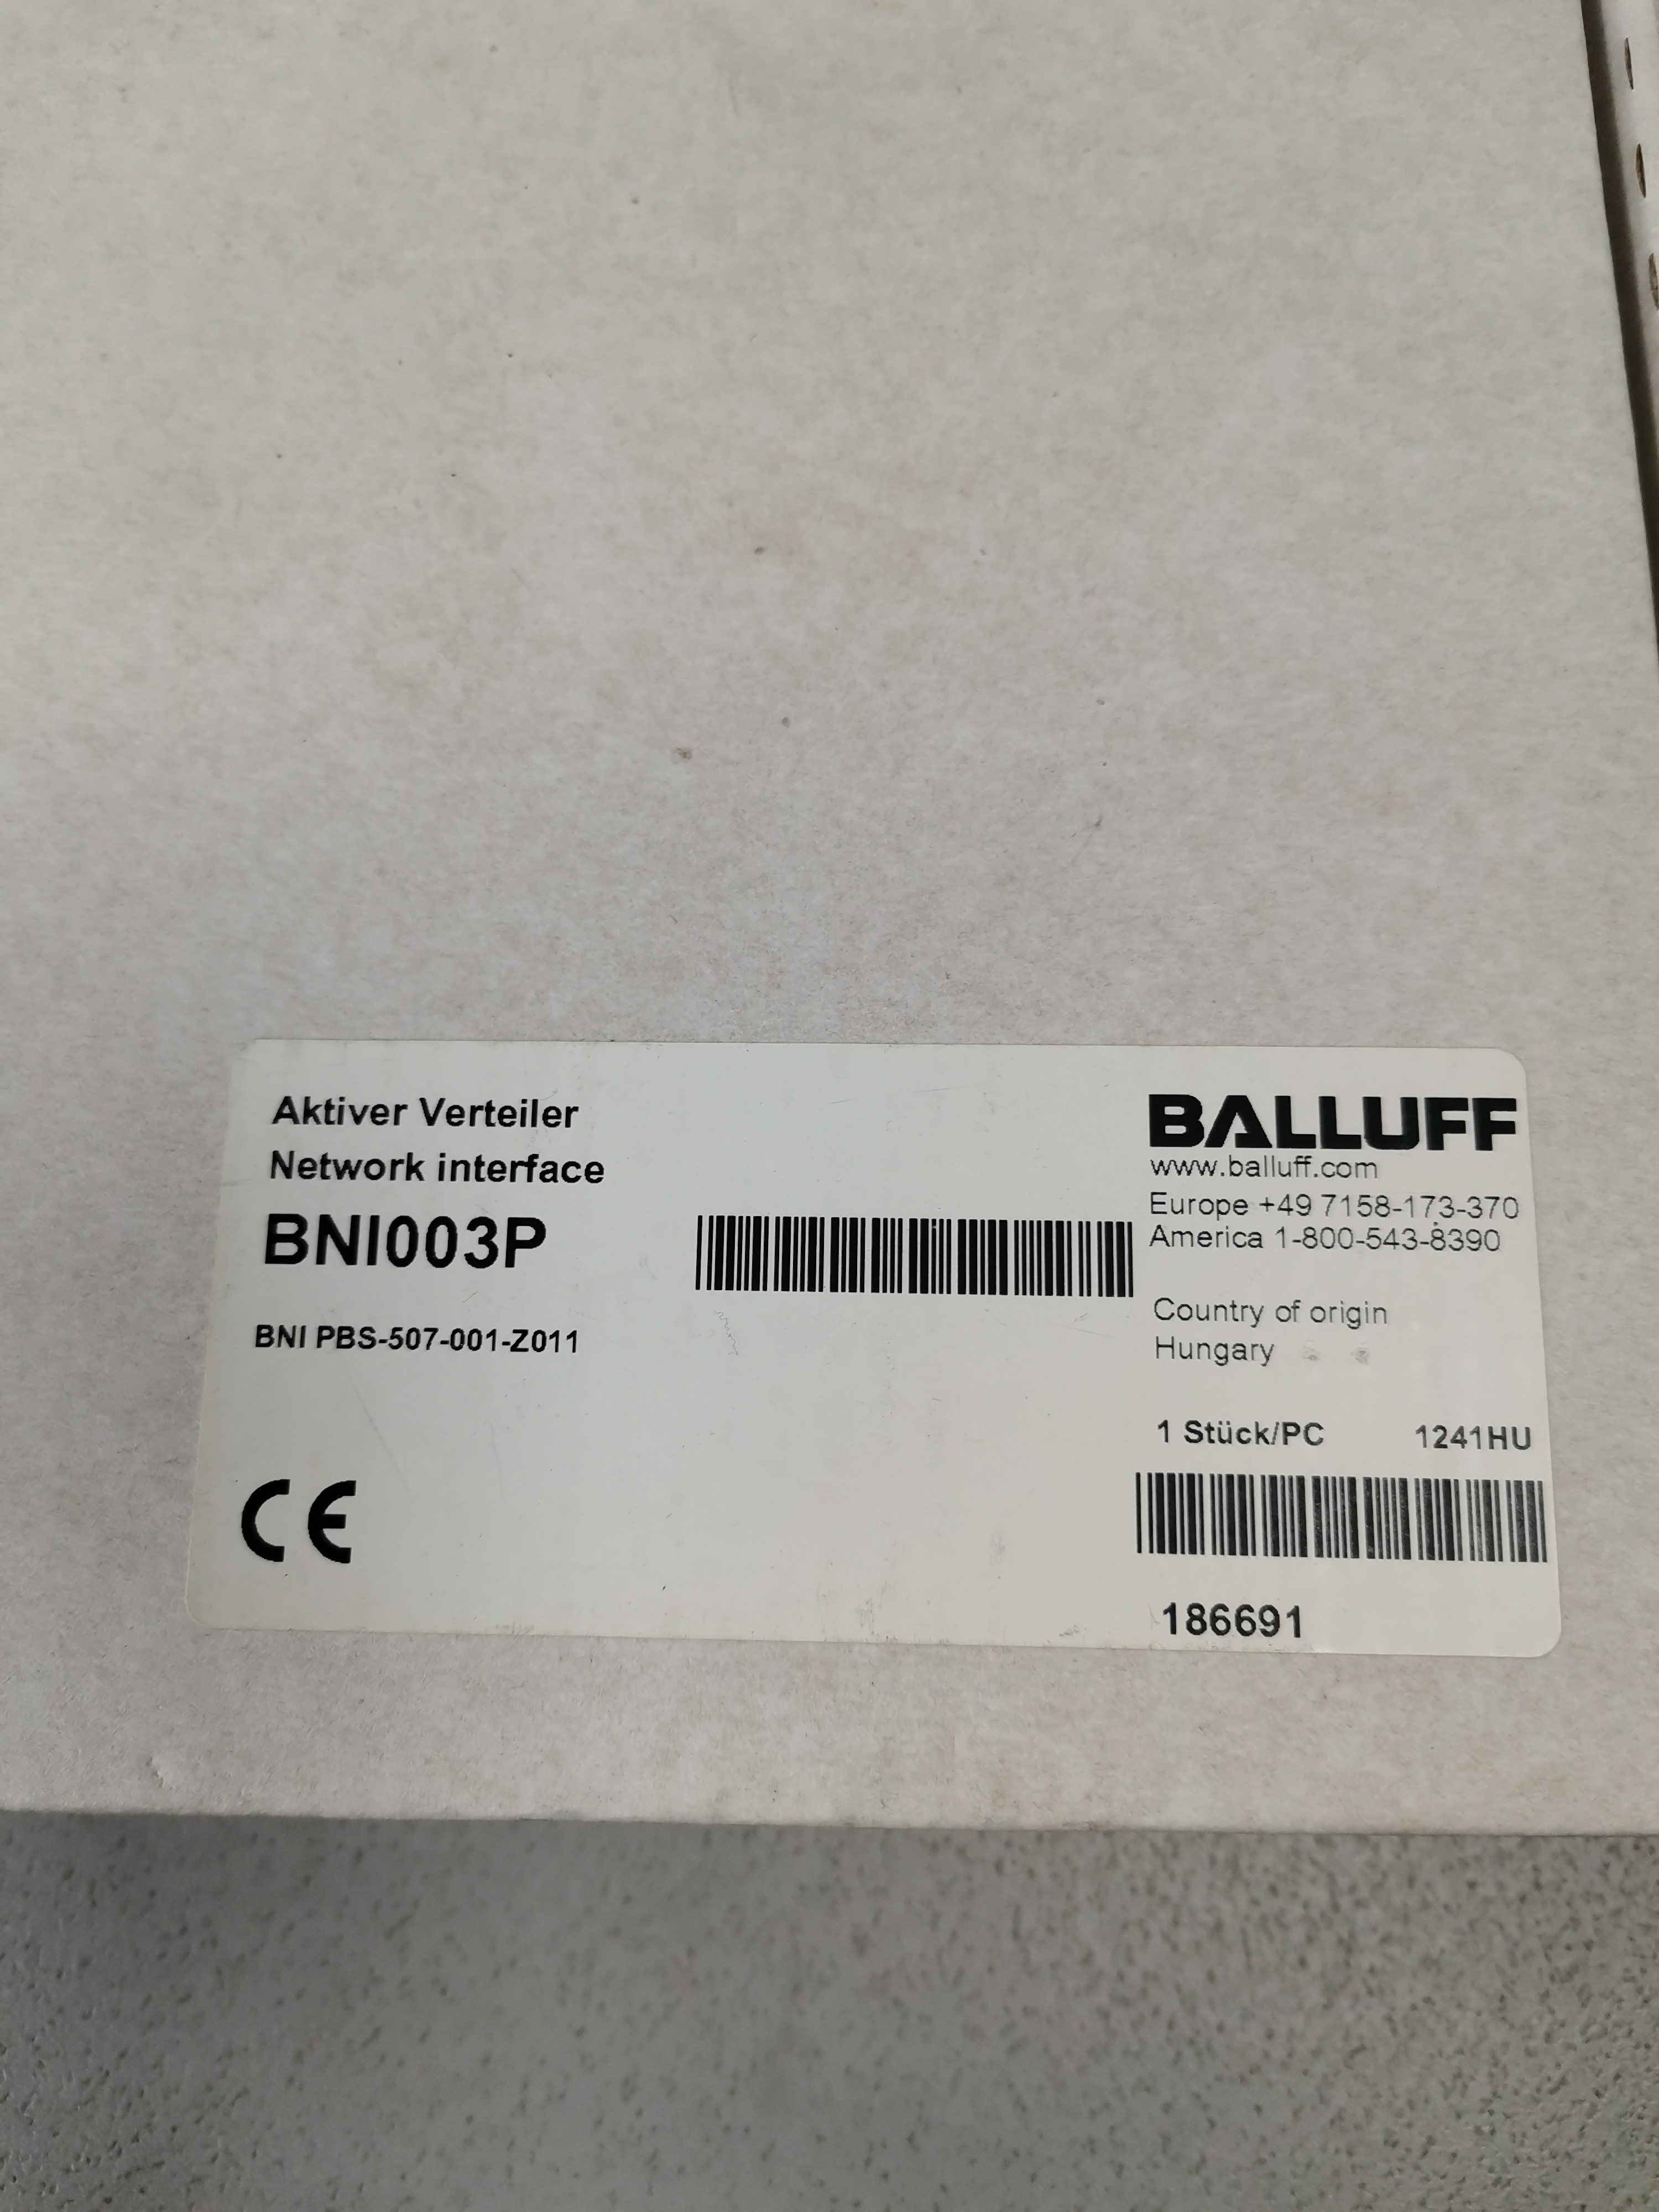 Aktiver Verteiler
Network interface
BNI003P
BNI PBS-507-001-Z011
BALLUFF
www.balluff.com
Europe +49 7158-173-370
America 1-800-543-8390
Country of origin
Hungary
1 Stück/PC 1241HU
186691
CE